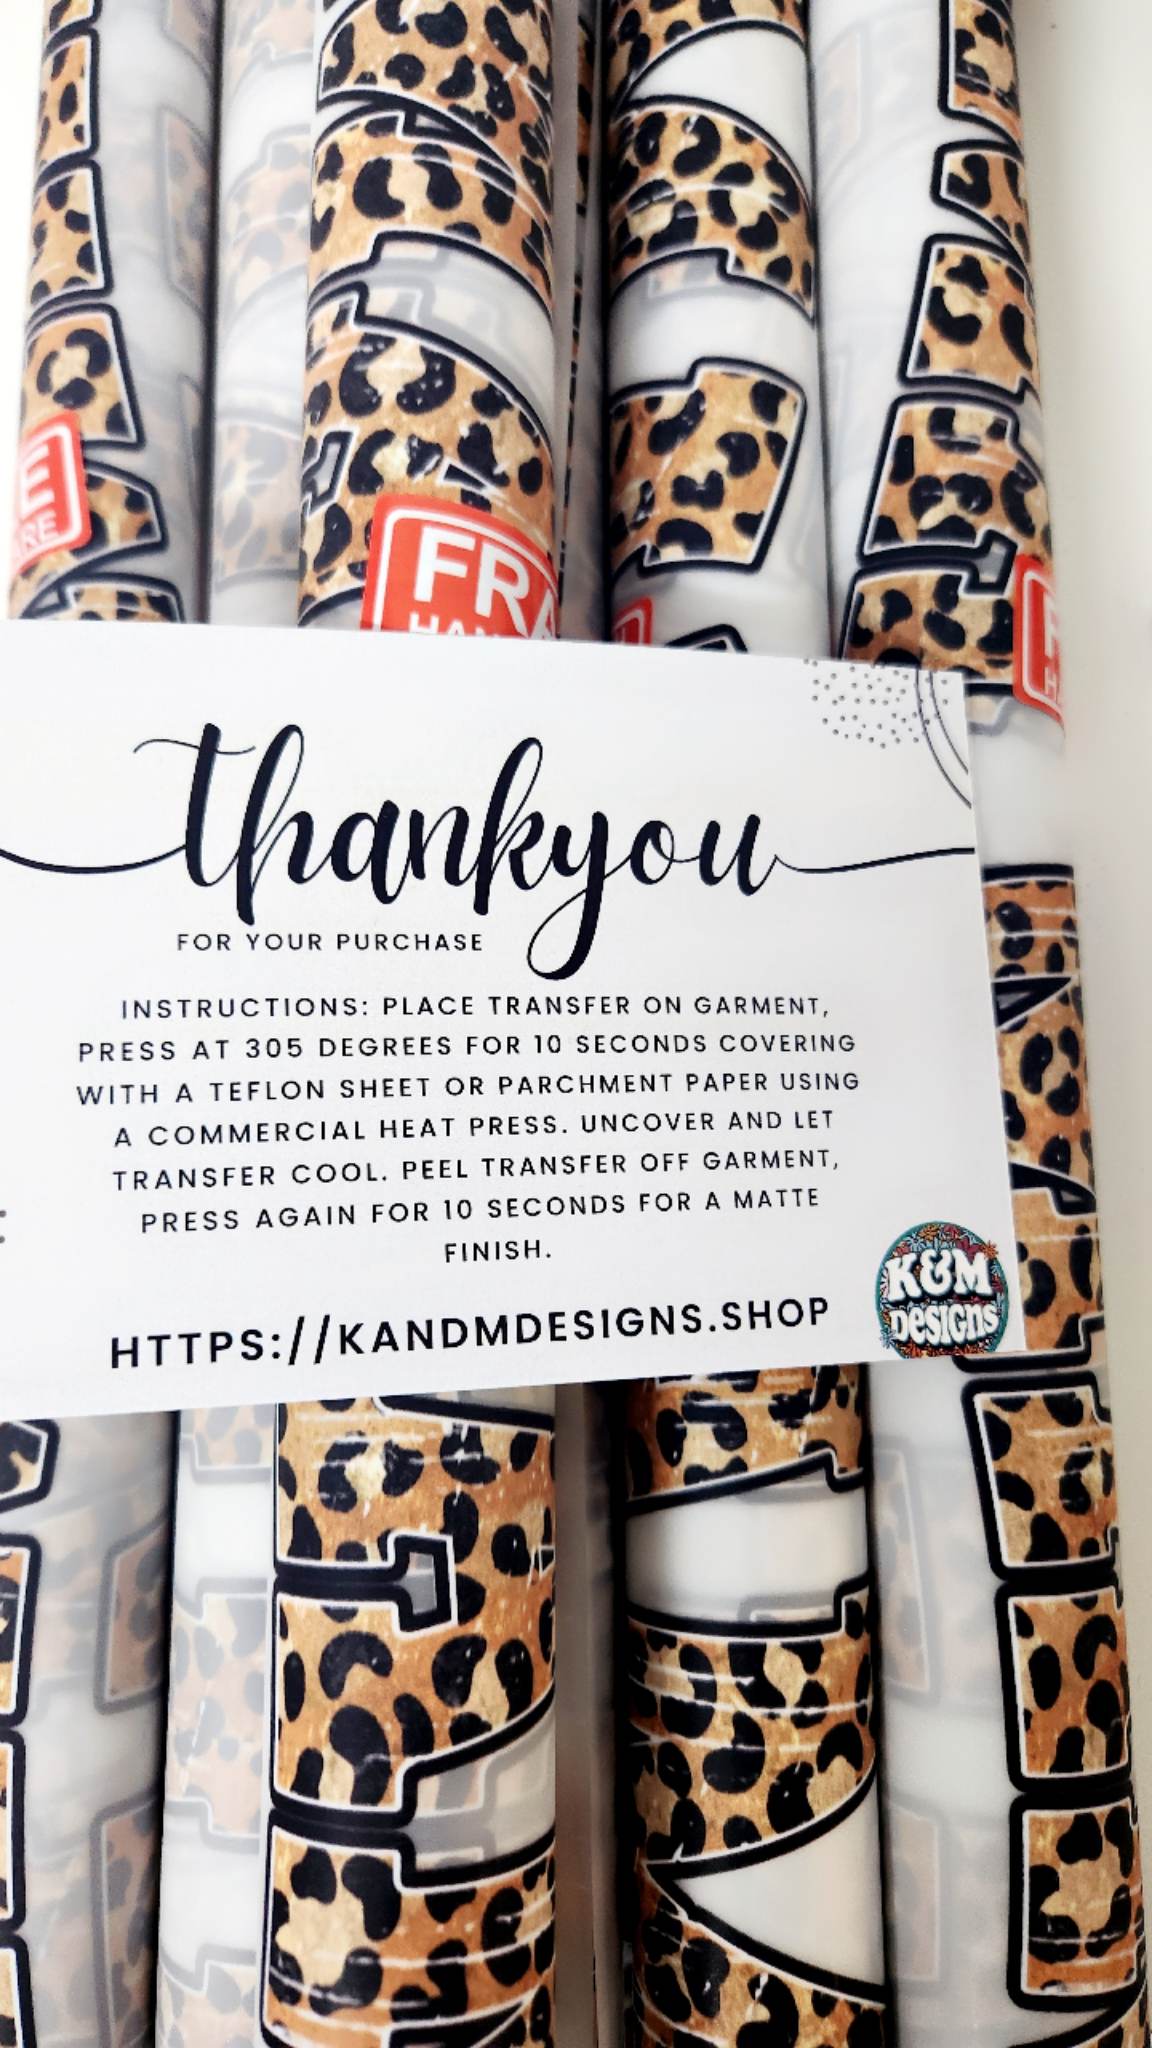 E
FRA
thankyou
FOR YOUR PURCHASE
INSTRUCTIONS: PLACE TRANSFER ON GARMENT,
PRESS AT 305 DEGREES FOR 10 SECONDS COVERING
WITH A TEFLON SHEET OR PARCHMENT PAPER USING
A COMMERCIAL HEAT PRESS. UNCOVER AND LET
TRANSFER COOL. PEEL TRANSFER OFF GARMENT,
PRESS AGAIN FOR 10 SECONDS FOR A MATTE
FINISH.
HTTPS://KANDMDESIGNS.SHOP
K&M
DESIGNS